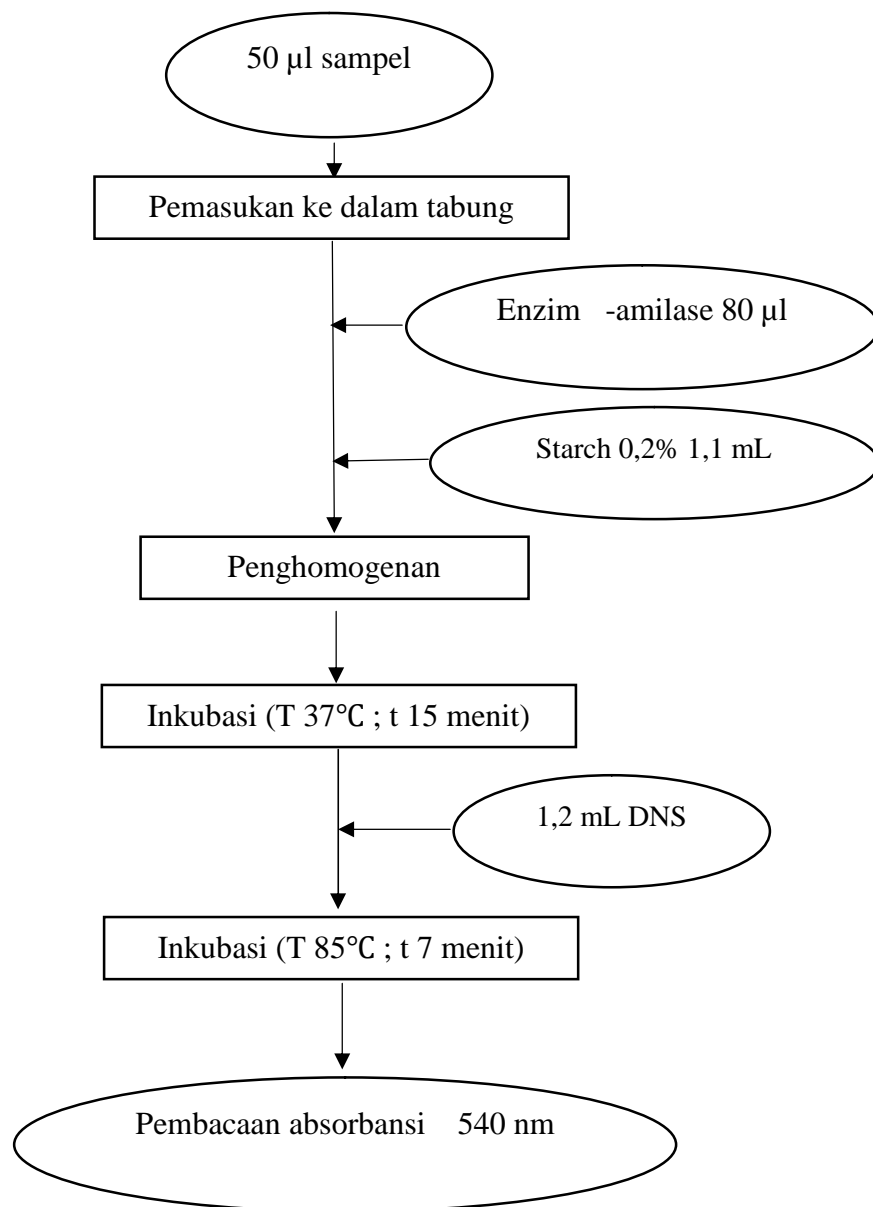 50 µl sampel
Pemasukan ke dalam tabung
Enzim -amilase 80 µl
Starch 0,2% 1,1 mL
Penghomogenan
Inkubasi (T 37℃ ; t 15 menit)
1,2 mL DNS
Inkubasi (T 85℃ ; t 7 menit)
Pembacaan absorbansi 540 nm